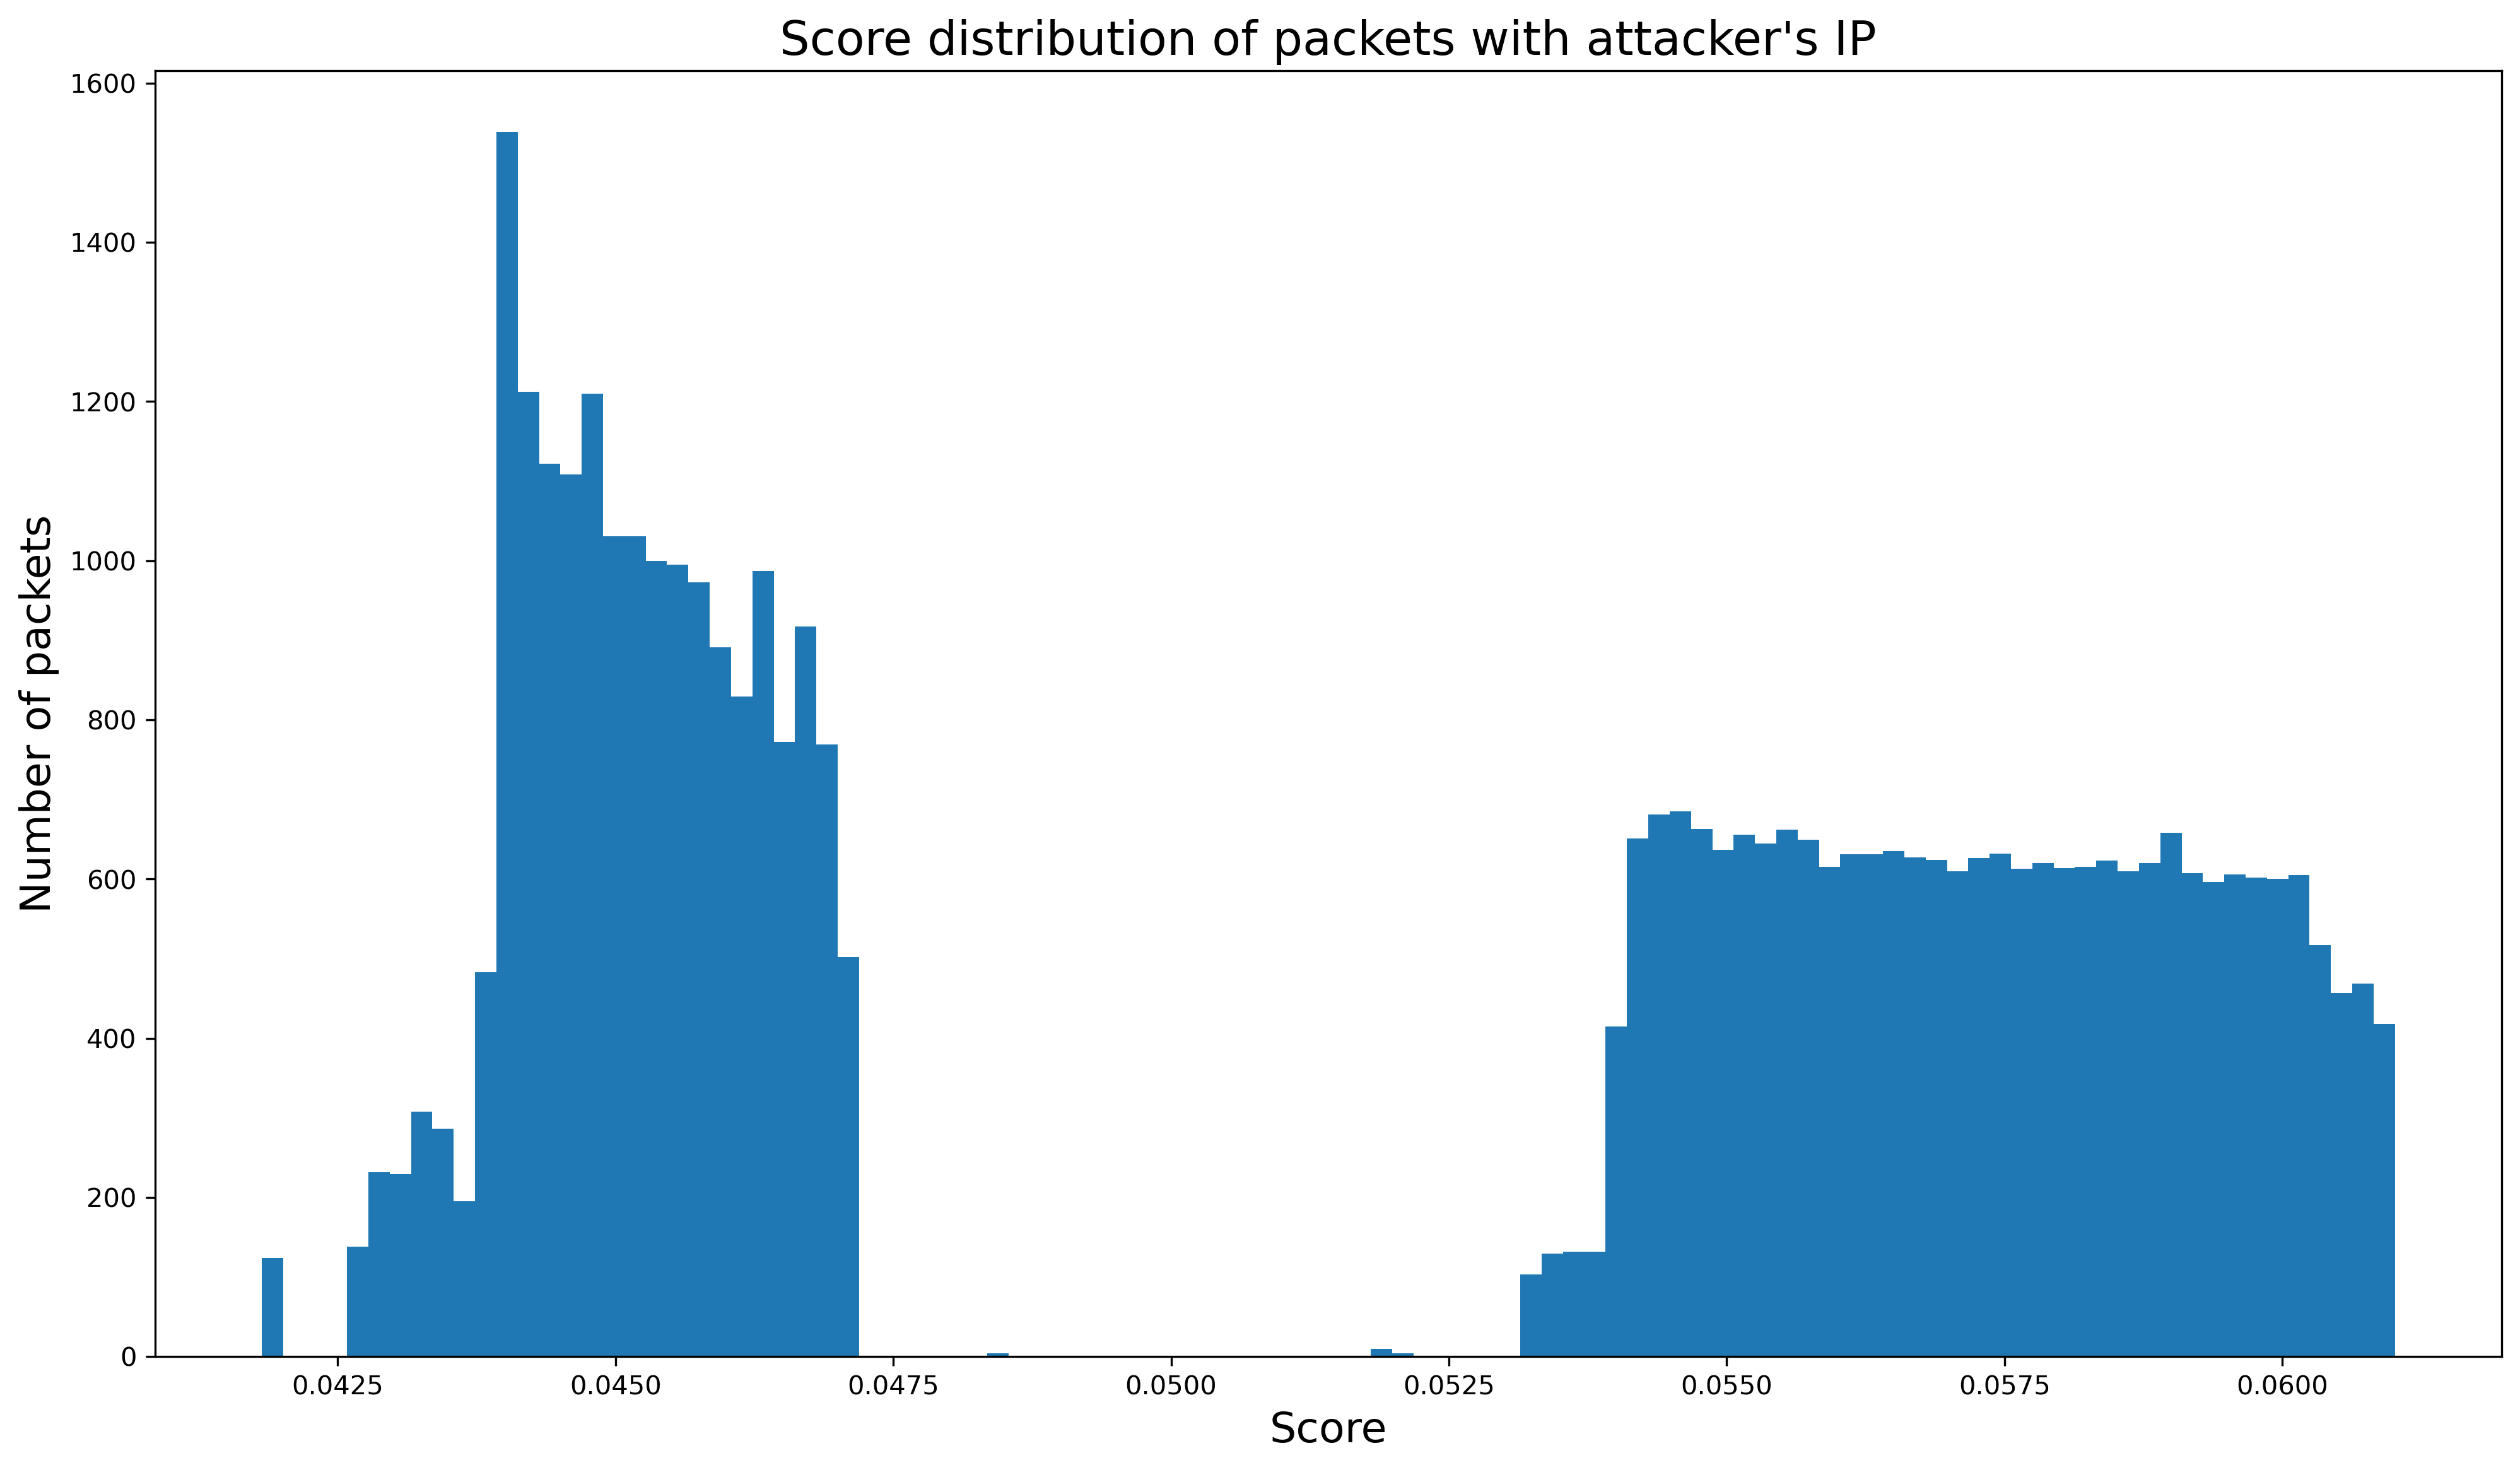 Score distribution of packets with attacker's IP
1600
1400
1200
1000
800
600
400
200
0
Number of packets
0.0425 0.0450 0.0475 0.0500 0.0525 0.0550 0.0575 0.0600
Score